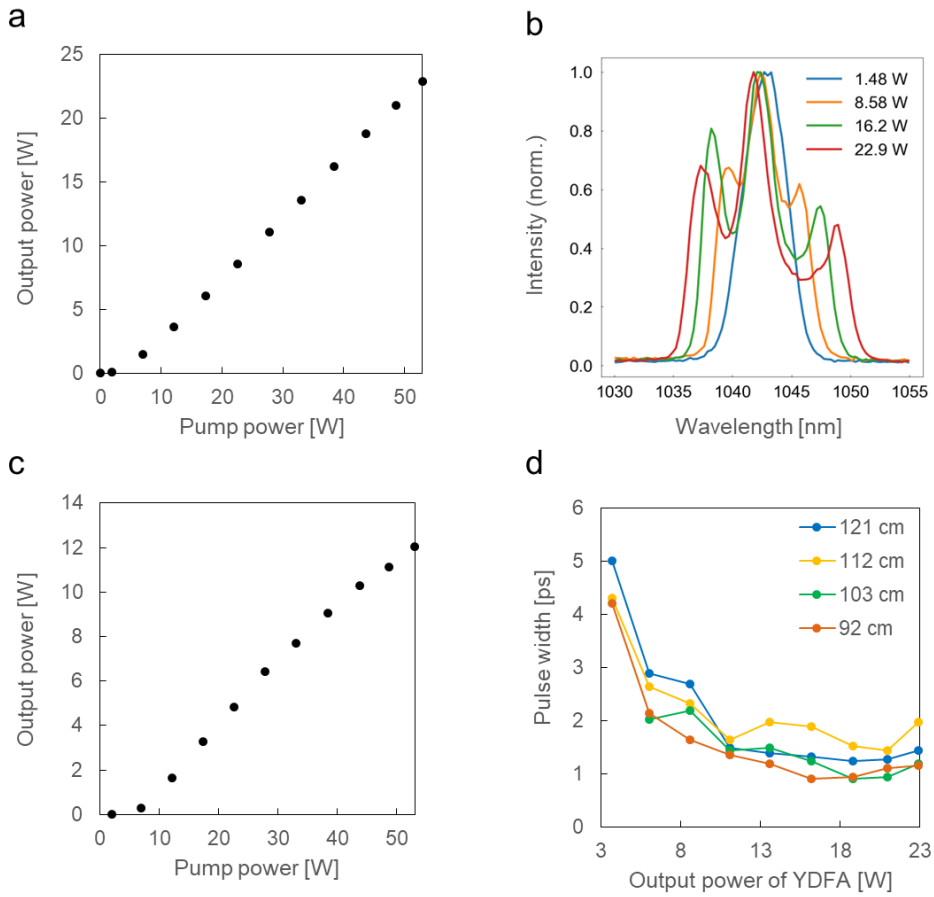 a
25
20
15
10
5
0
Output power [W]
0 10 20 30 40 50
Pump power [W]
b
1.0
0.8
0.6
0.4
0.2
0.0
Intensity (norm.)
1.48 W
8.58 W
16.2 W
22.9 W
1030 1035 1040 1045 1050 1055
Wavelength [nm]
c
14
12
10
8
6
4
2
0
Output power [W]
0 10 20 30 40 50
Pump power [W]
d
6
5
4
3
2
1
0
Pulse width [ps]
121 cm
112 cm
103 cm
92 cm
3 8 13 18 23
Output power of YDFA [W]